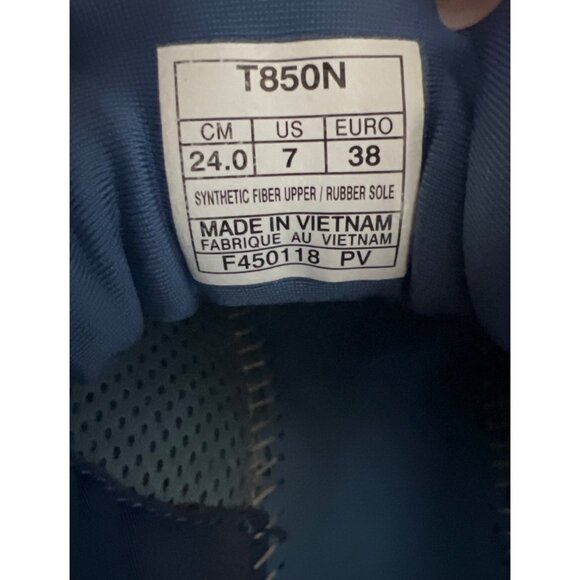 T850N
CM US EURO
24.0 7 38
SYNTHETIC FIBER UPPER / RUBBER SOLE
MADE IN VIETNAM
FABRIQUE AU VIETNAM
F450118 PV